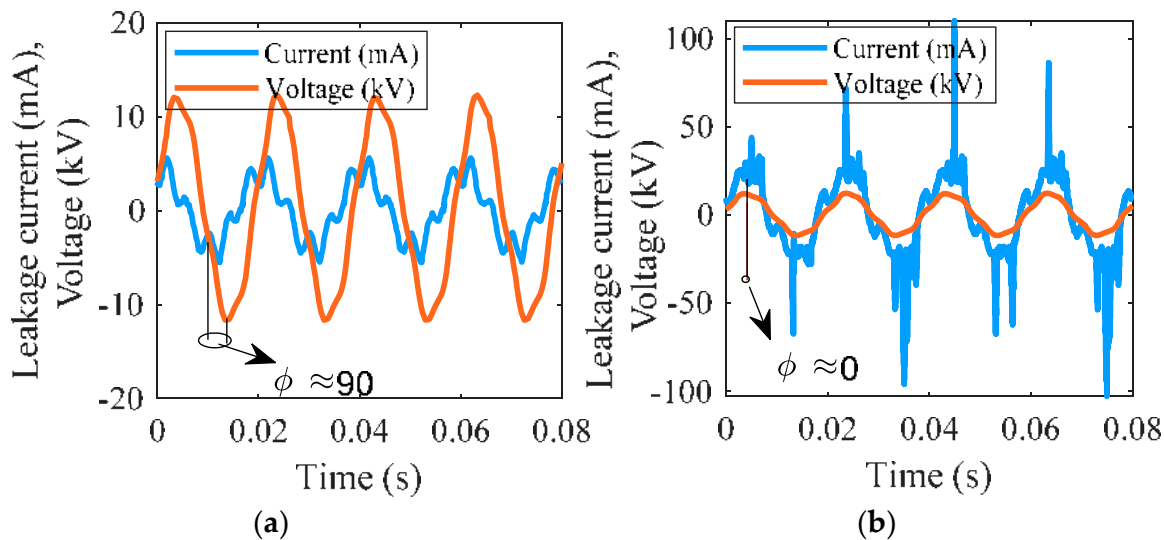 Leakage current (mA),
Voltage (kV)
20
10
0
-10
-20
Current (mA)
Voltage (kV)
ϕ ≈90
0
0.02
0.04
0.06
0.08
Time (s)
(a)
Leakage current (mA),
Voltage (kV)
100
50
0
-50
-100
Current (mA)
Voltage (kV)
ϕ ≈0
0
0.02
0.04
0.06
0.08
Time (s)
(b)